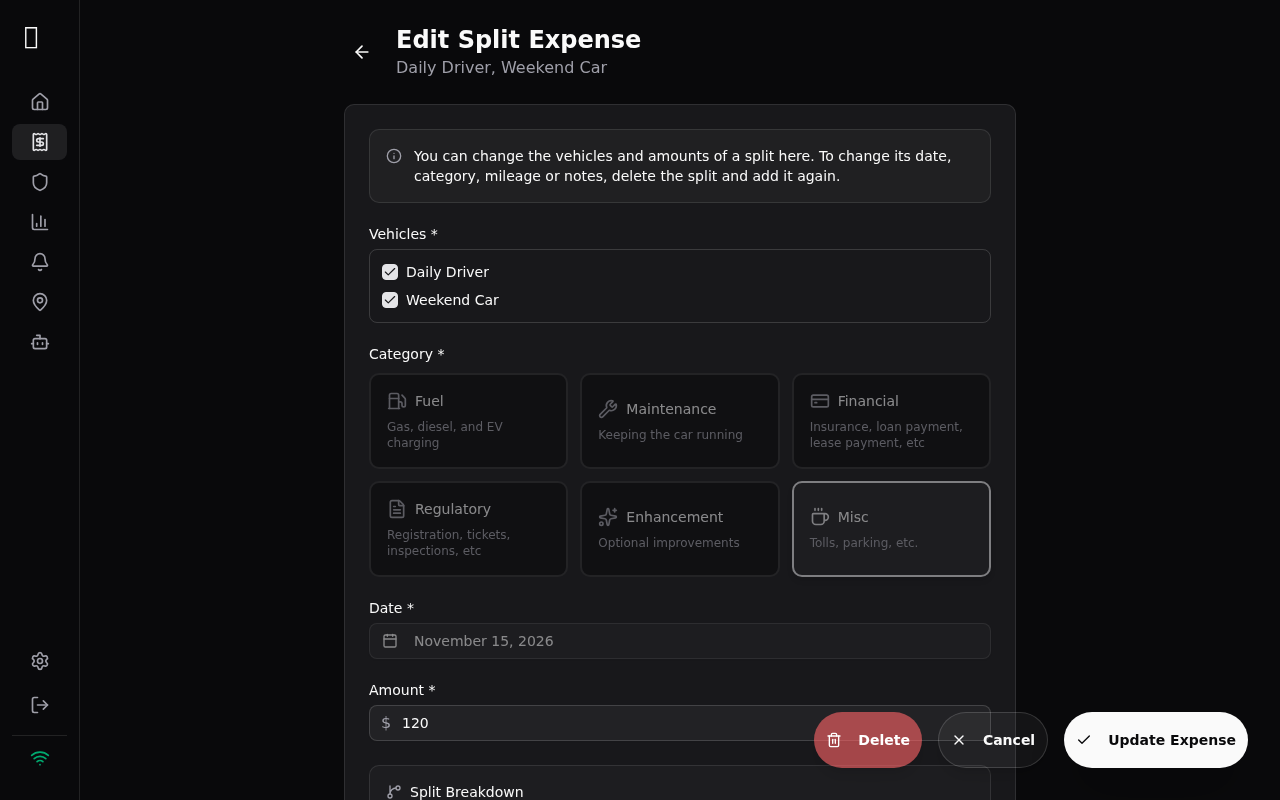 Edit Split Expense
Daily Driver, Weekend Car
You can change the vehicles and amounts of a split here. To change its date,
category, mileage or notes, delete the split and add it again.
Vehicles *
Daily Driver
Weekend Car
Category *
Fuel
Gas, diesel, and EV
charging
Maintenance
Keeping the car running
Financial
Insurance, loan payment,
lease payment, etc
Regulatory
Registration, tickets,
inspections, etc
Enhancement
Optional improvements
Misc
Tolls, parking, etc.
Date *
November 15, 2026
Amount *
$ 120
Delete
Cancel
Update Expense
Split Breakdown